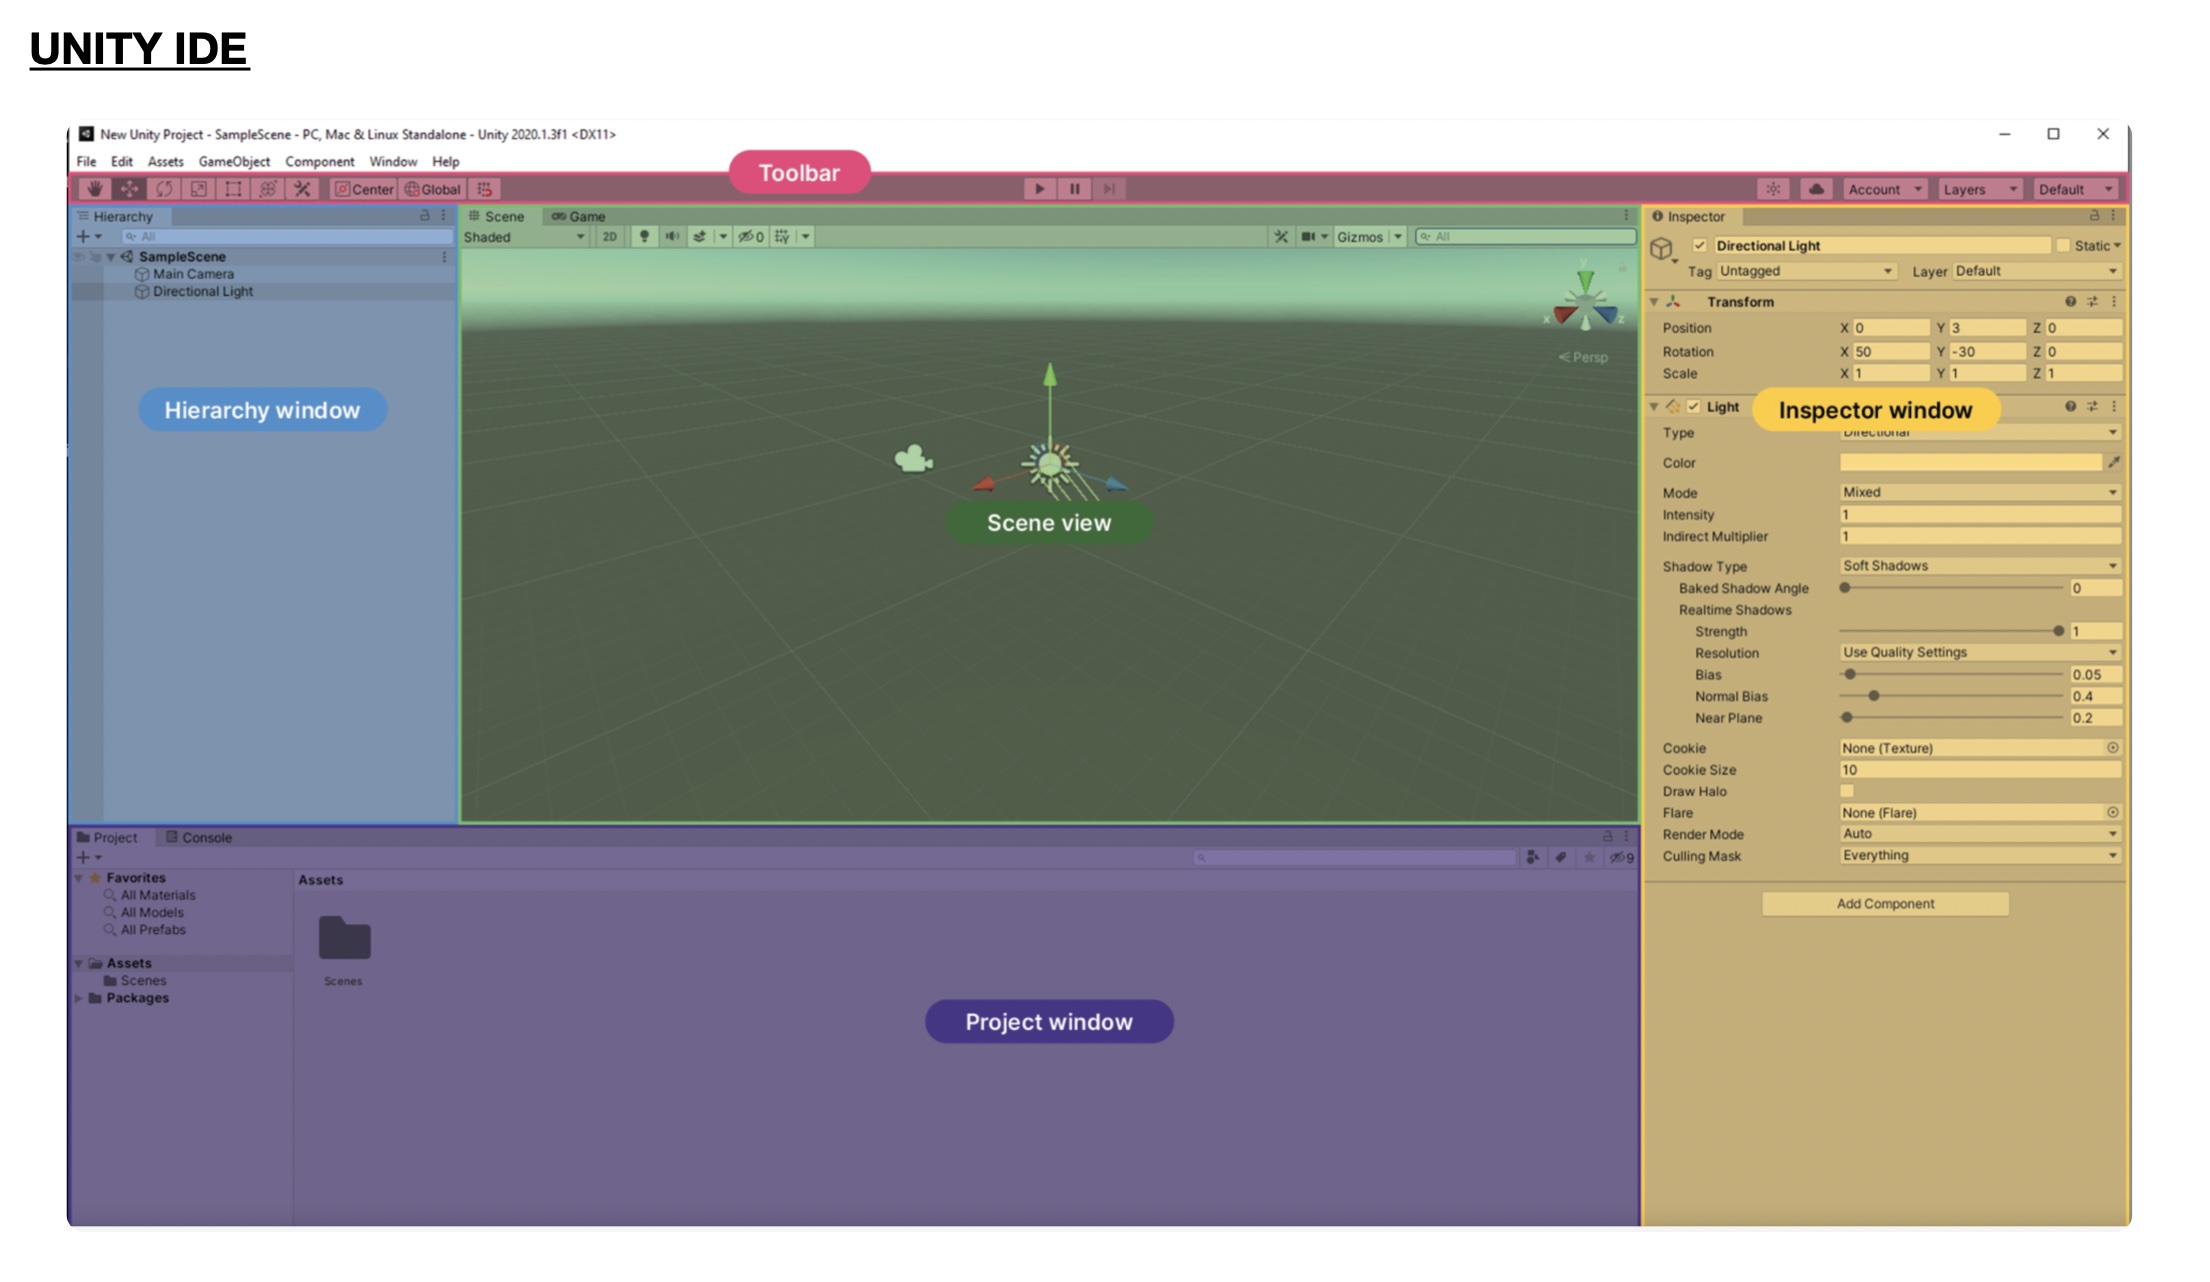 UNITY IDE
New Unity Project - SampleScene - PC, Mac & Linux Standalone - Unity 2020.1.3f1 <DX11>
File Edit Assets GameObject Component Window Help
Toolbar
Center Global Account Layers Default
Hierarchy
All
SampleScene
Main Camera
Directional Light
Hierarchy window
Scene Game
Shaded 2D 0 Gizmos All
y
x z
Persp
Scene view
Inspector
Directional Light Static
Tag Untagged Layer Default
Transform
Position X 0 Y 3 Z 0
Rotation X 50 Y -30 Z 0
Scale X 1 Y 1 Z 1
Light
Inspector window
Type Directional
Color
Mode Mixed
Intensity 1
Indirect Multiplier 1
Shadow Type Soft Shadows
Baked Shadow Angle 0
Realtime Shadows
Strength 1
Resolution Use Quality Settings
Bias 0.05
Normal Bias 0.4
Near Plane 0.2
Cookie None (Texture)
Cookie Size 10
Draw Halo
Flare None (Flare)
Render Mode Auto
Culling Mask Everything
Add Component
Project Console
9
Favorites
All Materials
All Models
All Prefabs
Assets
Scenes
Packages
Assets
Scenes
Project window